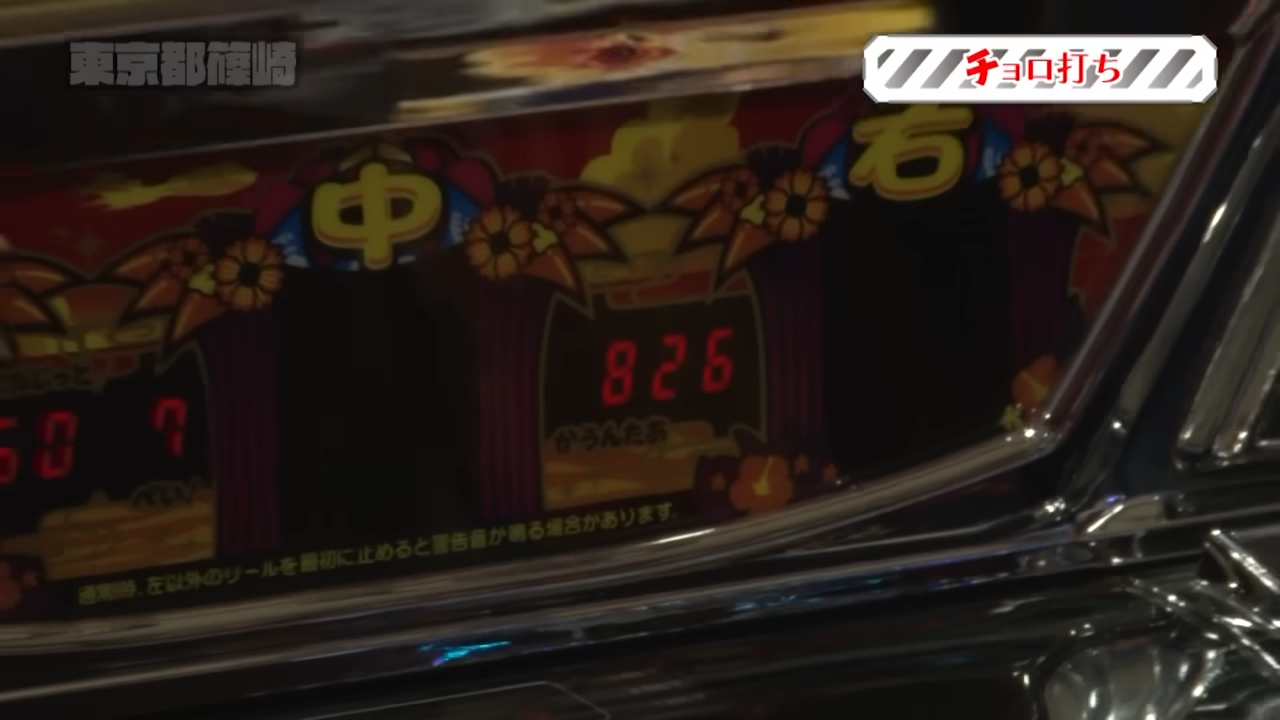 東京都篠崎
チョロ打ち
中
右
826
かうんたあ
50 7
通常時、左以外のリールを最初に止めると警告音が鳴る場合があります。